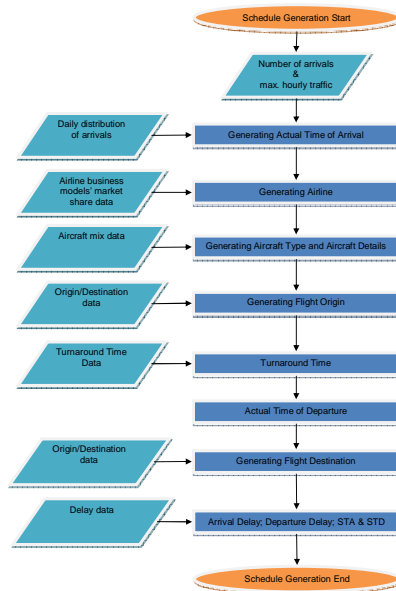 Schedule Generation Start
Number of arrivals
&
max. hourly traffic
Daily distribution
of arrivals
Generating Actual Time of Arrival
Airline business
models' market
share data
Generating Airline
Aircraft mix data
Generating Aircraft Type and Aircraft Details
Origin/Destination
data
Generating Flight Origin
Turnaround Time
Data
Turnaround Time
Actual Time of Departure
Origin/Destination
data
Generating Flight Destination
Delay data
Arrival Delay; Departure Delay; STA & STD
Schedule Generation End